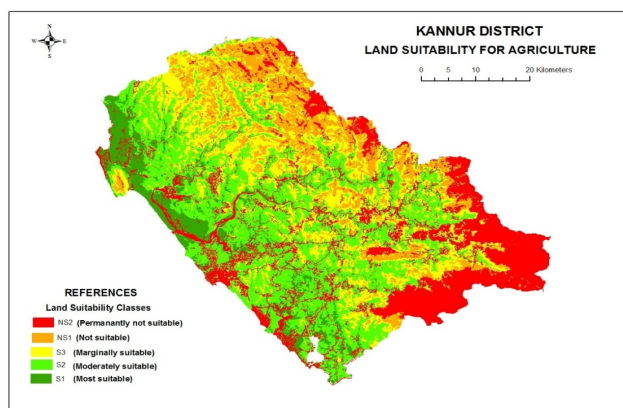 KANNUR DISTRICT
LAND SUITABILITY FOR AGRICULTURE
N
W E
S
0 5 10 20 Kilometers
REFERENCES
Land Suitability Classes
NS2 (Permanantly not suitable)
NS1 (Not suitable)
S3 (Marginally suitable)
S2 (Moderately suitable)
S1 (Most suitable)